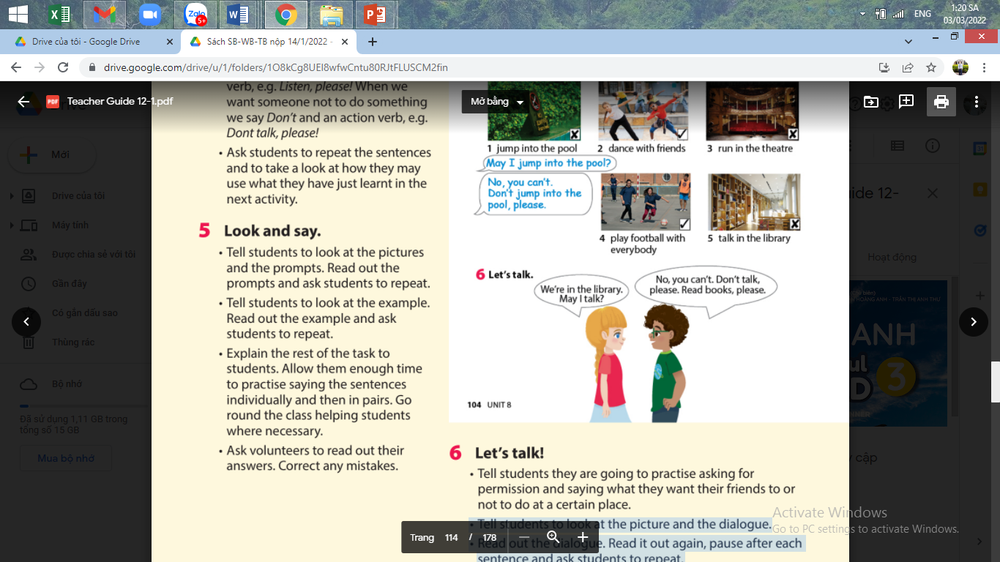 Zalo
5+
ENG
1:20 SA
03/03/2022
Drive của tôi - Google Drive
Sách SB-WB-TB nộp 14/1/2022 -
drive.google.com/drive/u/1/folders/1O8kCg8UEl8wfwCntu80RJtFLUSCM2fin
PDF
Teacher Guide 12-1.pdf
Mở bằng
Mới
Drive của tôi
Máy tính
Được chia sẻ với tôi
Gần đây
Có gắn dấu sao
Thùng rác
Bộ nhớ
Đã sử dụng 1,11 GB trong
tổng số 15 GB
Mua bộ nhớ
verb, e.g. Listen, please! When we
want someone not to do something
we say Don't and an action verb, e.g.
Dont talk, please!
• Ask students to repeat the sentences
and to take a look at how they may
use what they have just learnt in the
next activity.
5 Look and say.
• Tell students to look at the pictures
and the prompts. Read out the
prompts and ask students to repeat.
• Tell students to look at the example.
Read out the example and ask
students to repeat.
• Explain the rest of the task to
students. Allow them enough time
to practise saying the sentences
individually and then in pairs. Go
round the class helping students
where necessary.
• Ask volunteers to read out their
answers. Correct any mistakes.
1 jump into the pool
2 dance with friends
3 run in the theatre
May I jump into the pool?
No, you can't.
Don't jump into the
pool, please.
4 play football with
everybody
5 talk in the library
6 Let's talk.
We're in the library.
May I talk?
No, you can't. Don't talk,
please. Read books, please.
104 UNIT 8
6 Let's talk!
• Tell students they are going to practise asking for
permission and saying what they want their friends to or
not to do at a certain place.
• Tell students to look at the picture and the dialogue.
• Read out the dialogue. Read it out again, pause after each
sentence and ask students to repeat.
Trang 114 / 178
uide 12-
Hoạt động
HOÀNG ANH - TRẦN THỊ ANH THƯ
ANH
3
cập
Activate Windows
Go to PC settings to activate Windows.